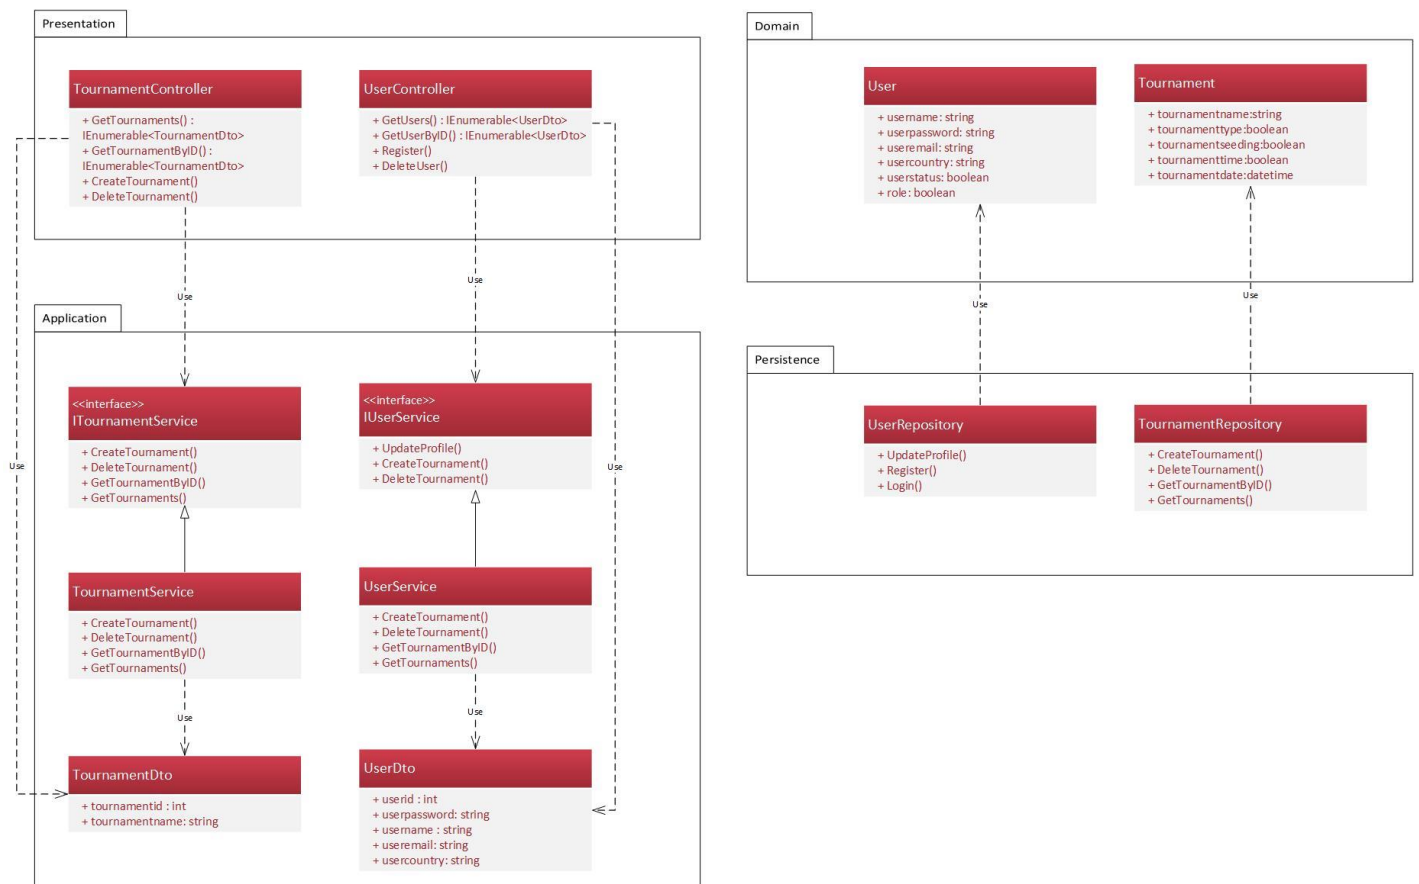 Presentation
TournamentController
+ GetTournaments() :
IEnumerable<TournamentDto>
+ GetTournamentByID() :
IEnumerable<TournamentDto>
+ CreateTournament()
+ DeleteTournament()
UserController
+ GetUsers() : IEnumerable<UserDto>
+ GetUserByID() : IEnumerable<UserDto>
+ Register()
+ DeleteUser()
Use
Use
Use
Use
Application
<<interface>>
ITournamentService
+ CreateTournament()
+ DeleteTournament()
+ GetTournamentByID()
+ GetTournaments()
<<interface>>
IUserService
+ UpdateProfile()
+ CreateTournament()
+ DeleteTournament()
TournamentService
+ CreateTournament()
+ DeleteTournament()
+ GetTournamentByID()
+ GetTournaments()
UserService
+ CreateTournament()
+ DeleteTournament()
+ GetTournamentByID()
+ GetTournaments()
Use
Use
TournamentDto
+ tournamentid : int
+ tournamentname: string
UserDto
+ userid : int
+ userpassword: string
+ username : string
+ useremail: string
+ usercountry: string
Domain
User
+ username: string
+ userpassword: string
+ useremail: string
+ usercountry: string
+ userstatus: boolean
+ role: boolean
Tournament
+ tournamentname:string
+ tournamenttype:boolean
+ tournamentseeding:boolean
+ tournamenttime:boolean
+ tournamentdate:datetime
Use
Use
Persistence
UserRepository
+ UpdateProfile()
+ Register()
+ Login()
TournamentRepository
+ CreateTournament()
+ DeleteTournament()
+ GetTournamentByID()
+ GetTournaments()